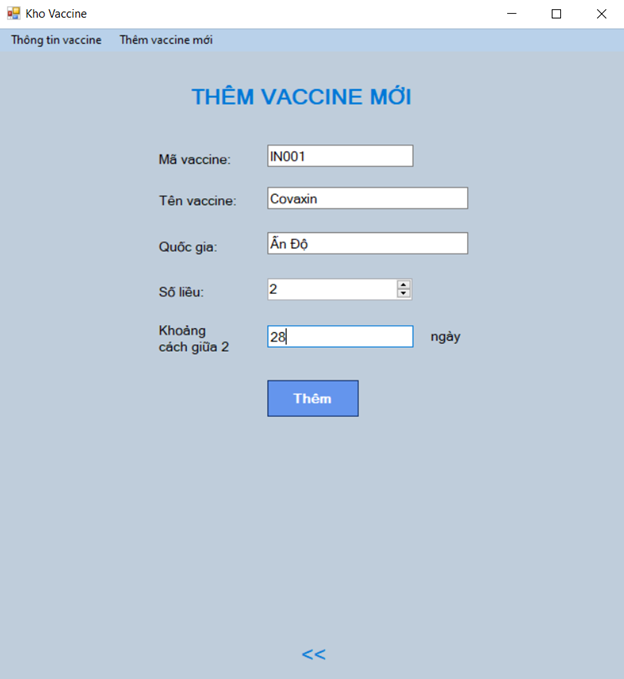 Kho Vaccine
Thông tin vaccine Thêm vaccine mới
THÊM VACCINE MỚI
Mã vaccine: IN001
Tên vaccine: Covaxin
Quốc gia: Ấn Độ
Số liều: 2
Khoảng
cách giữa 2 28 ngày
Thêm
<<